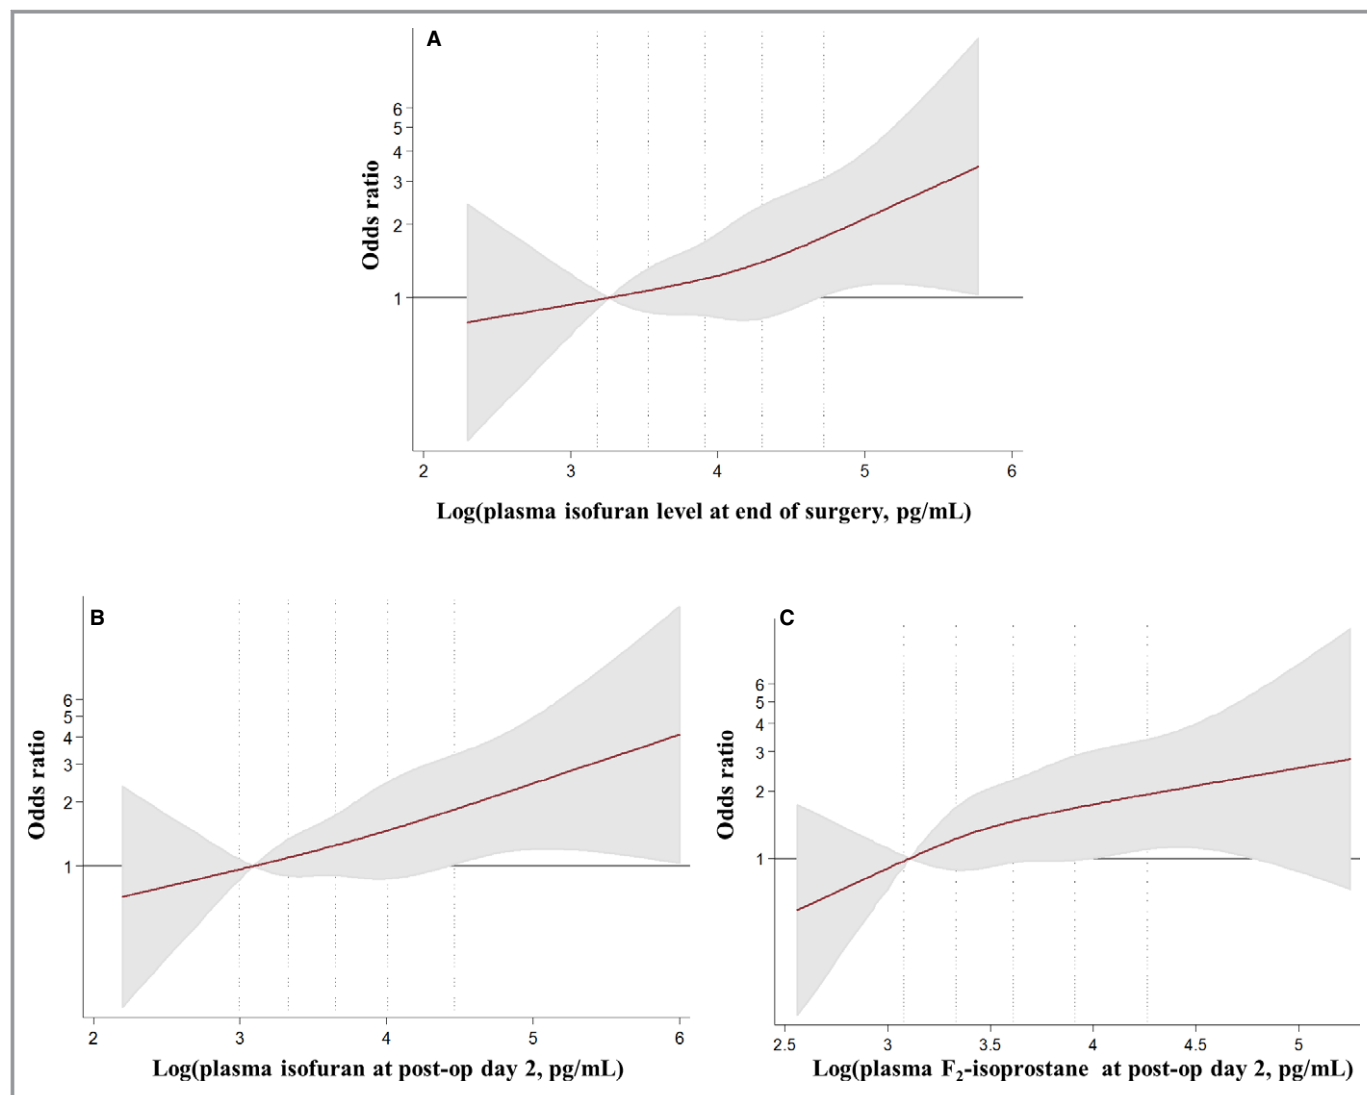 A
6
5
4
3
2
1
Odds ratio
2 3 4 5 6
Log(plasma isofuran level at end of surgery, pg/mL)
B
6
5
4
3
2
1
Odds ratio
2 3 4 5 6
Log(plasma isofuran at post-op day 2, pg/mL)
C
6
5
4
3
2
1
Odds ratio
2.5 3 3.5 4 4.5 5
Log(plasma F₂-isoprostane at post-op day 2, pg/mL)